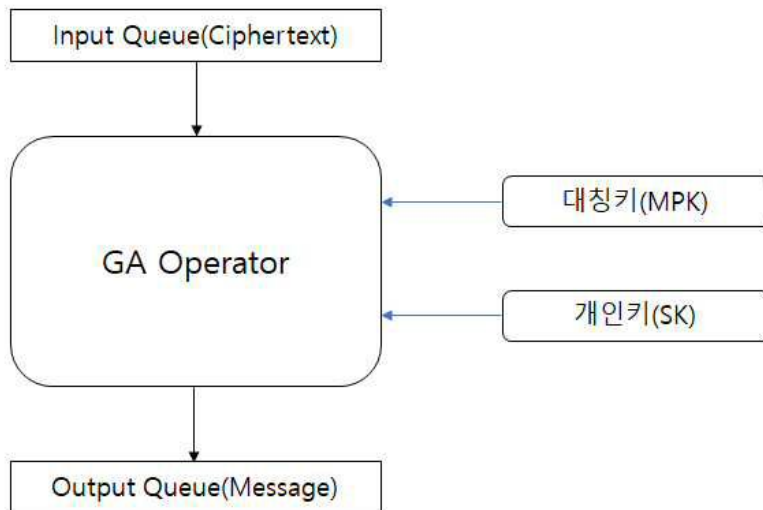 Input Queue(Ciphertext)
대칭키(MPK)
GA Operator
개인키(SK)
Output Queue(Message)